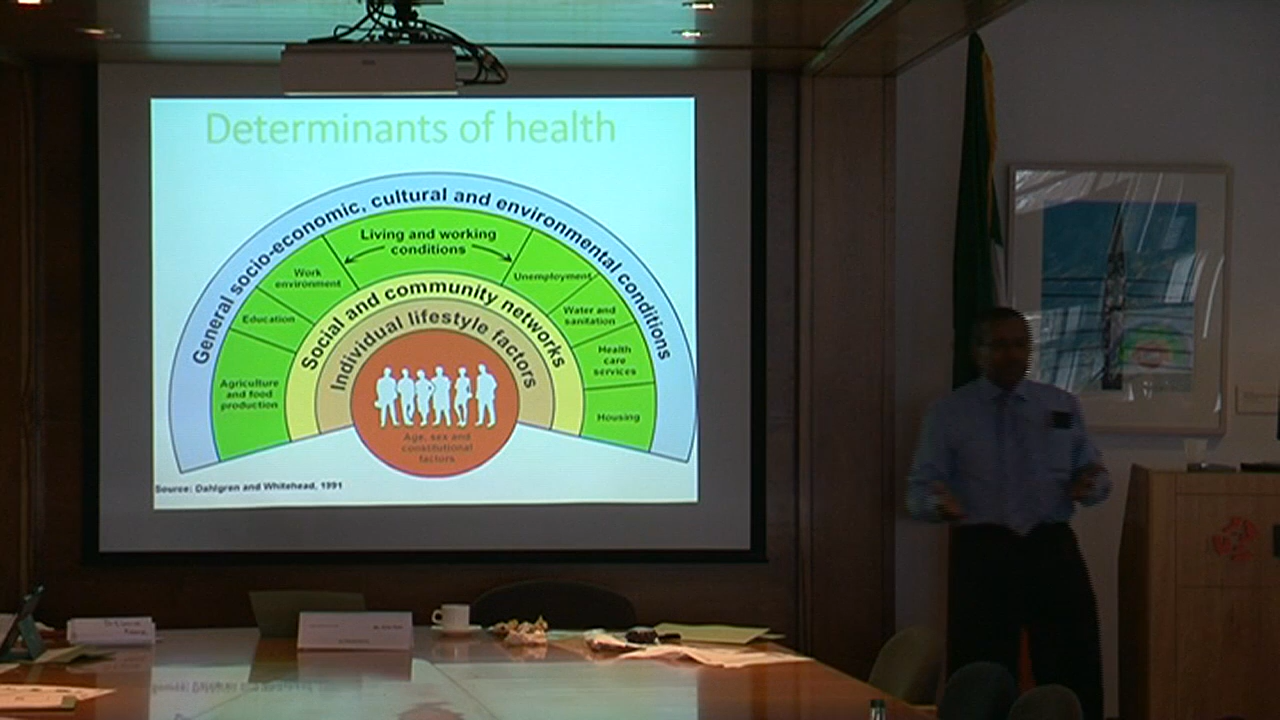 Determinants of health
General socio-economic, cultural and environmental conditions
Living and working
conditions
Work
environment
Unemployment
Education
Water and
sanitation
Agriculture
and food
production
Health
care
services
Housing
Social and community networks
Individual lifestyle factors
Age, sex and
constitutional
factors
Source: Dahlgren and Whitehead, 1991